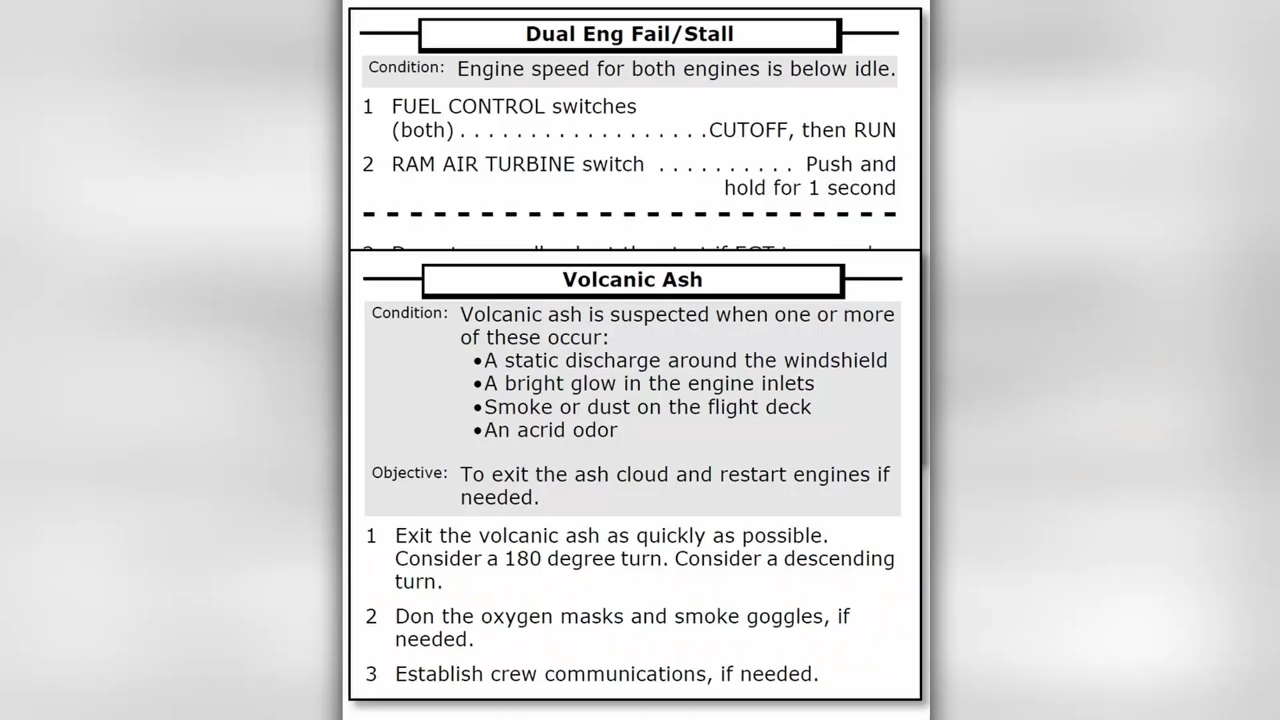 Dual Eng Fail/Stall
Condition: Engine speed for both engines is below idle.
1 FUEL CONTROL switches
(both) . . . . . . . . . . . . . . . . . . CUTOFF, then RUN
2 RAM AIR TURBINE switch . . . . . . . . . . Push and
hold for 1 second
Volcanic Ash
Condition: Volcanic ash is suspected when one or more
of these occur:
•A static discharge around the windshield
•A bright glow in the engine inlets
•Smoke or dust on the flight deck
•An acrid odor
Objective: To exit the ash cloud and restart engines if
needed.
1 Exit the volcanic ash as quickly as possible.
Consider a 180 degree turn. Consider a descending
turn.
2 Don the oxygen masks and smoke goggles, if
needed.
3 Establish crew communications, if needed.